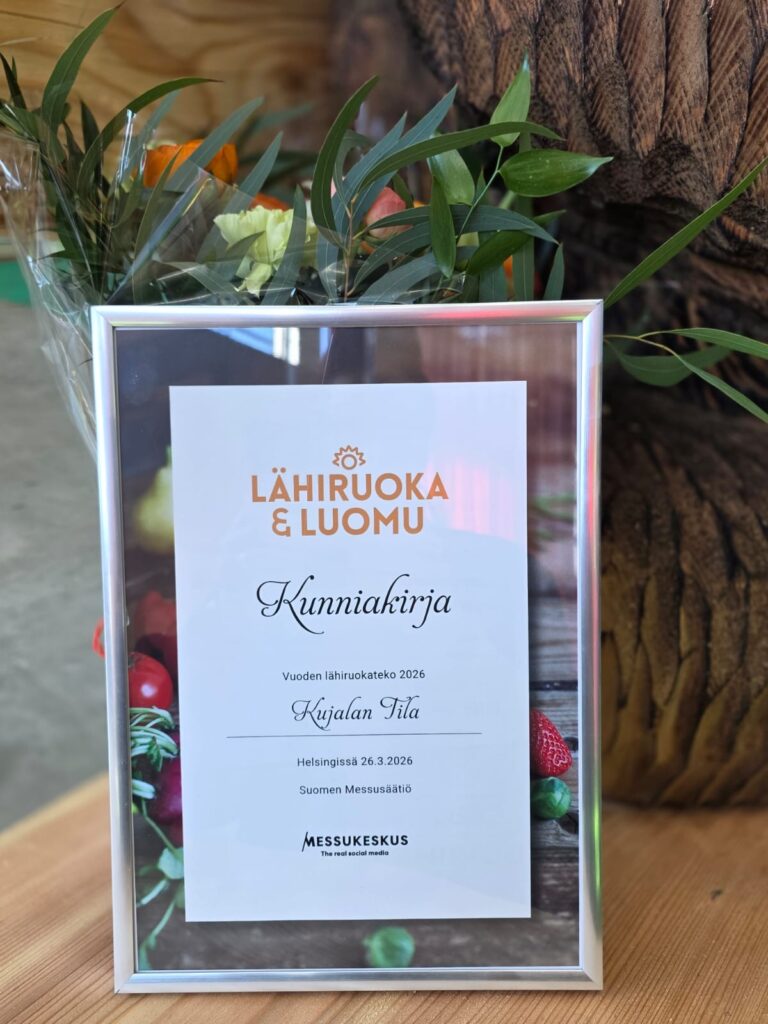 LÄHIRUOKA
& LUOMU
Kunniakirja
Vuoden lähiruokateko 2026
Kujalan Tila
Helsingissä 26.3.2026
Suomen Messusäätiö
MESSUKESKUS
The real social media